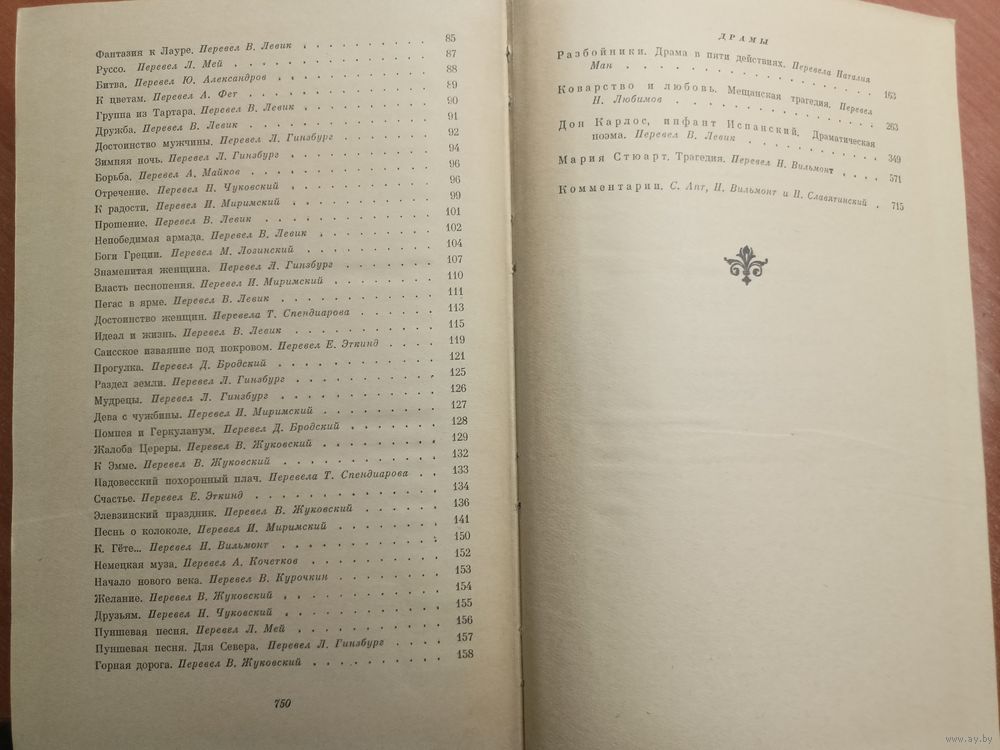 Фантазия к Лауре. Перевел В. Левик . . . . . . . . . 85
Руссо. Перевел Л. Мей . . . . . . . . . . . . . . 87
Битва. Перевел Ю. Александров . . . . . . . . . . 88
К цветам. Перевел А. Фет . . . . . . . . . . . . 89
Группа из Тартара. Перевел В. Левик . . . . . . . . 90
Дружба. Перевел В. Левик . . . . . . . . . . . . 91
Достоинство мужчины. Перевел Л. Гинзбург . . . . . . 92
Зимняя ночь. Перевел Л. Гинзбург . . . . . . . . . 94
Борьба. Перевел А. Майков . . . . . . . . . . . . 96
Отречение. Перевел Н. Чуковский . . . . . . . . . . 96
К радости. Перевел И. Миримский . . . . . . . . . . 99
Прошение. Перевел В. Левик . . . . . . . . . . . . 101
Непобедимая армада. Перевел В. Левик . . . . . . . . 102
Боги Греции. Перевел М. Лозинский . . . . . . . . . 104
Знаменитая женщина. Перевел Л. Гинзбург . . . . . . 107
Власть песнопения. Перевел И. Миримский . . . . . . . 110
Пегас в ярме. Перевел В. Левик . . . . . . . . . . 111
Достоинство женщин. Перевела Т. Спендиарова . . . . . 113
Идеал и жизнь. Перевел В. Левик . . . . . . . . . . 115
Саисское изваяние под покровом. Перевел Е. Эткинд . . . . 119
Прогулка. Перевел Д. Бродский . . . . . . . . . . 121
Раздел земли. Перевел Л. Гинзбург . . . . . . . . . 125
Мудрецы. Перевел Л. Гинзбург . . . . . . . . . . 126
Дева с чужбины. Перевел И. Миримский . . . . . . . . 127
Помпея и Геркуланум. Перевел Д. Бродский . . . . . . 128
Жалоба Цереры. Перевел В. Жуковский . . . . . . . . 129
К Эмме. Перевел В. Жуковский . . . . . . . . . . 132
Надовесский похоронный плач. Перевела Т. Спендиарова . . 133
Счастье. Перевел Е. Эткинд . . . . . . . . . . . . 134
Элевзинский праздник. Перевел В. Жуковский . . . . . 136
Песнь о колоколе. Перевел И. Миримский . . . . . . . 141
К. Гёте... Перевел Н. Вильмонт . . . . . . . . . . 150
Немецкая муза. Перевел А. Кочетков . . . . . . . . . 152
Начало нового века. Перевел В. Курочкин . . . . . . . 153
Желание. Перевел В. Жуковский . . . . . . . . . . 154
Друзьям. Перевел Н. Чуковский . . . . . . . . . . 155
Пуншевая песня. Перевел Л. Мей . . . . . . . . . . 156
Пуншевая песня. Для Севера. Перевел Л. Гинзбург . . . . 157
Горная дорога. Перевел В. Жуковский . . . . . . . . 158
750
ДРАМЫ
Разбойники. Драма в пяти действиях. Перевела Наталия
Ман . . . . . . . . . . . . . . . . 163
Коварство и любовь. Мещанская трагедия. Перевел
Н. Любимов . . . . . . . . . . . . . 263
Дон Карлос, инфант Испанский. Драматическая
поэма. Перевел В. Левик . . . . . . . . . 349
Мария Стюарт. Трагедия. Перевел Н. Вильмонт . . . . 571
Комментарии. С. Апт, Н. Вильмонт и Н. Славятинский . 715
www.ay.by